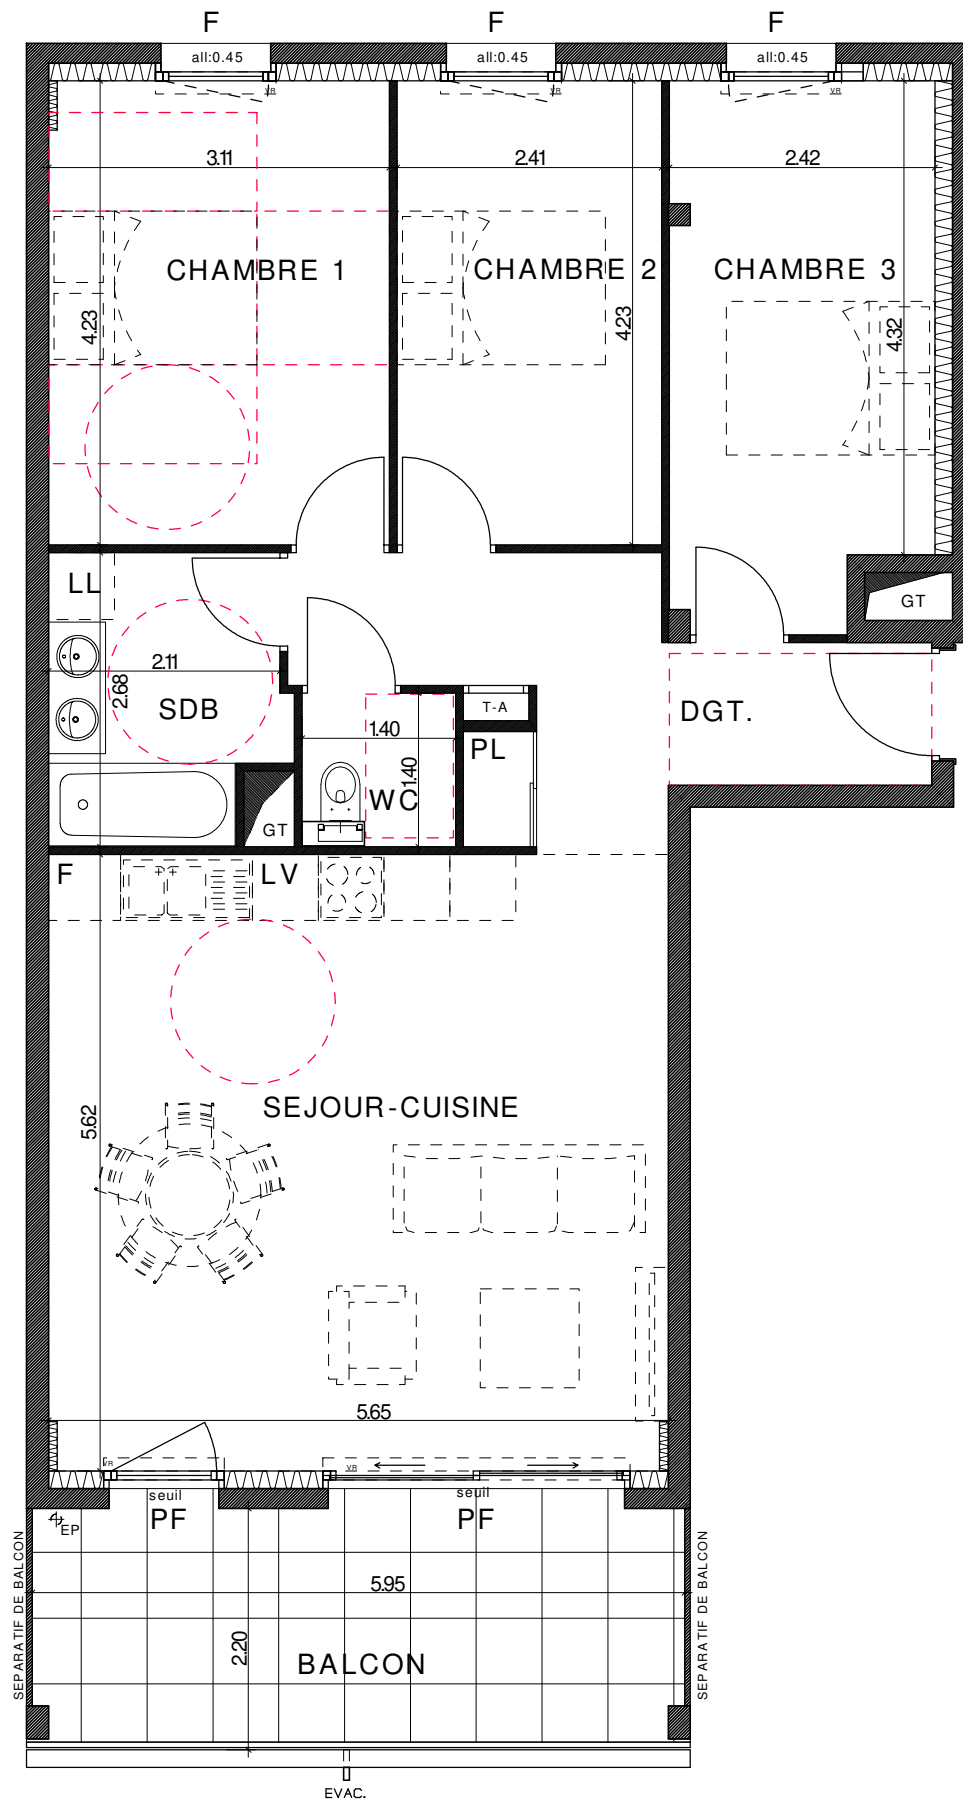 F
F
F
all:0.45
all:0.45
all:0.45
VR
VR
VR
3.11
2.41
2.42
CHAMBRE 1
CHAMBRE 2
CHAMBRE 3
4.23
4.23
4.32
LL
GT
2.11
2.68
SDB
T-A
DGT.
1.40
PL
1.40
WC
GT
F
LV
SEJOUR-CUISINE
5.62
5.65
VR
VR
seuil
seuil
PF
PF
EP
SEPARATIF DE BALCON
SEPARATIF DE BALCON
5.95
2.20
BALCON
EVAC.